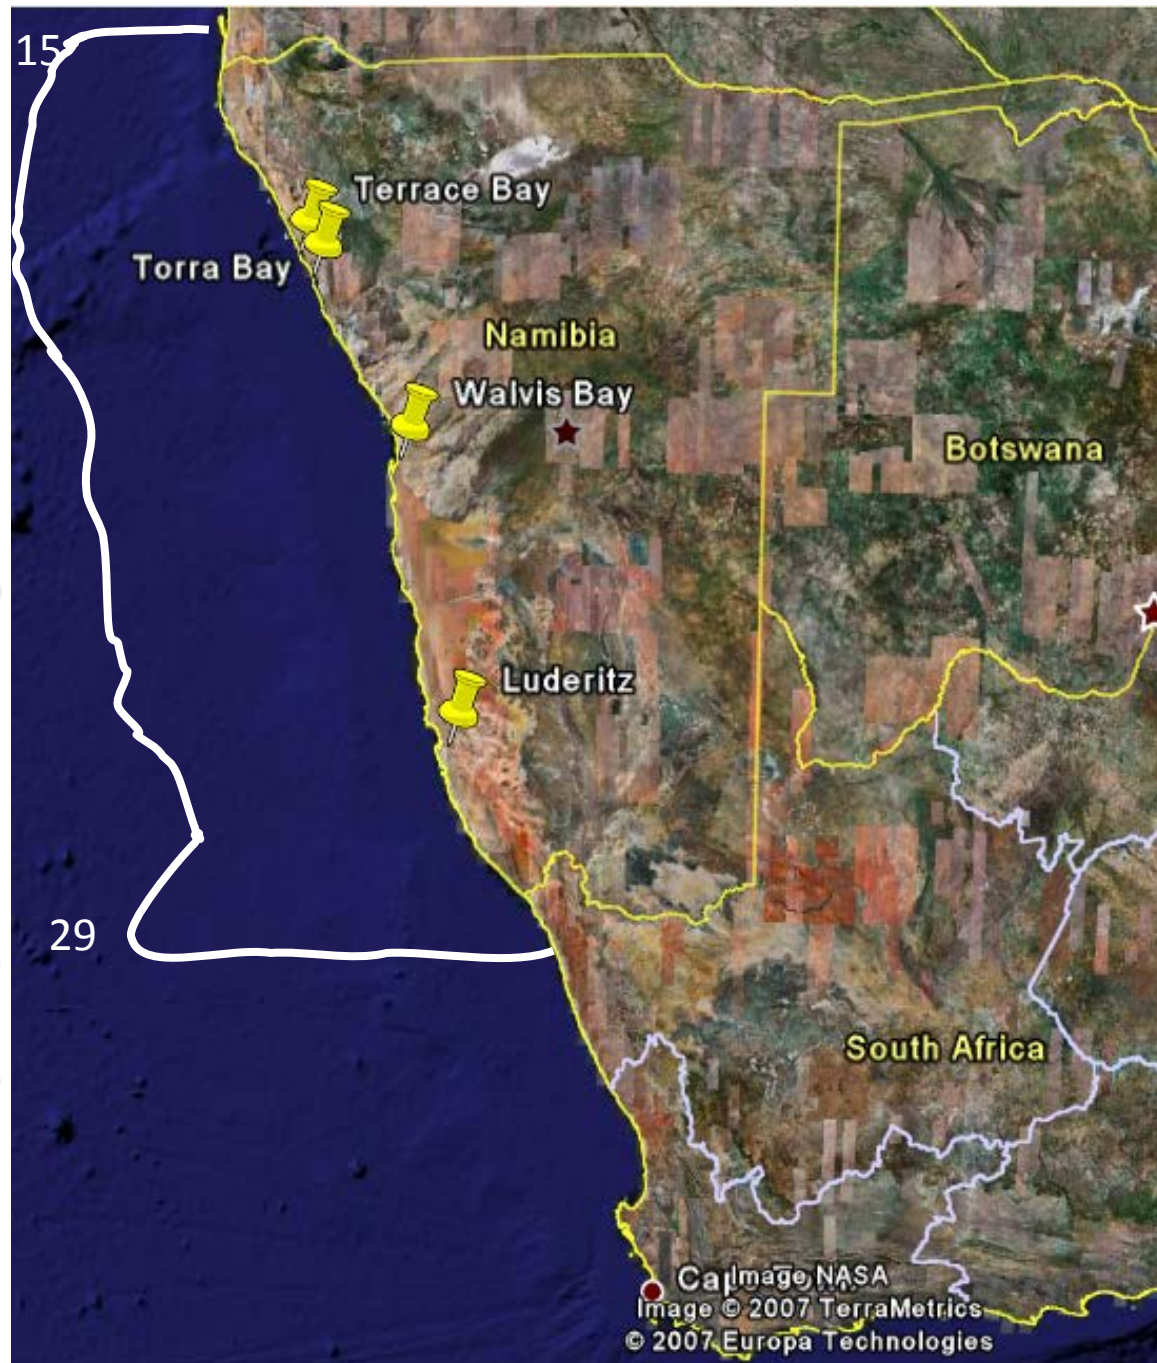 15
Terrace Bay
Torra Bay
Namibia
Walvis Bay
Botswana
Luderitz
29
South Africa
Image NASA
Image © 2007 TerraMetrics
© 2007 Europa Technologies